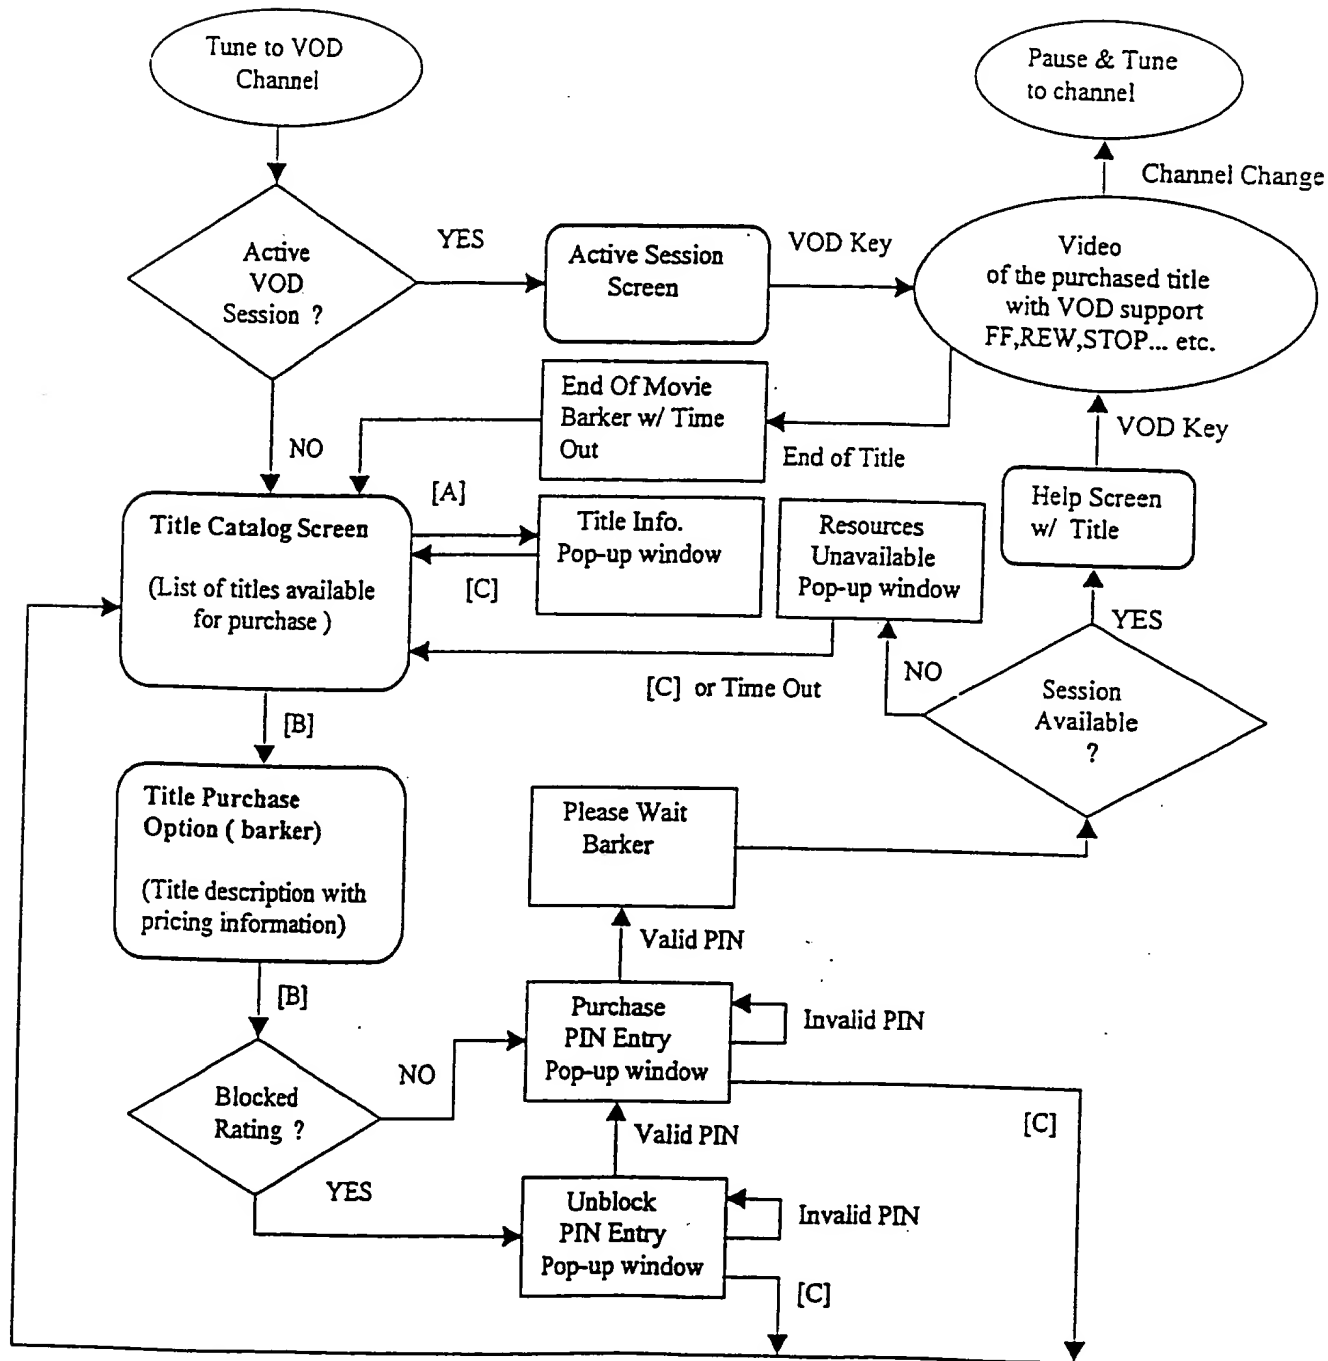 Tune to VOD
Channel
Pause & Tune
to channel
Channel Change
Active
VOD
Session ?
YES
Active Session
Screen
VOD Key
Video
of the purchased title
with VOD support
FF,REW,STOP... etc.
End Of Movie
Barker w/ Time
Out
End of Title
VOD Key
NO
Title Catalog Screen
(List of titles available
for purchase )
[A]
[C]
Title Info.
Pop-up window
Resources
Unavailable
Pop-up window
Help Screen
w/ Title
YES
NO
[C] or Time Out
Session
Available
?
[B]
Title Purchase
Option ( barker)
(Title description with
pricing information)
Please Wait
Barker
Valid PIN
[B]
Purchase
PIN Entry
Pop-up window
Invalid PIN
NO
Blocked
Rating ?
[C]
Valid PIN
YES
Unblock
PIN Entry
Pop-up window
Invalid PIN
[C]